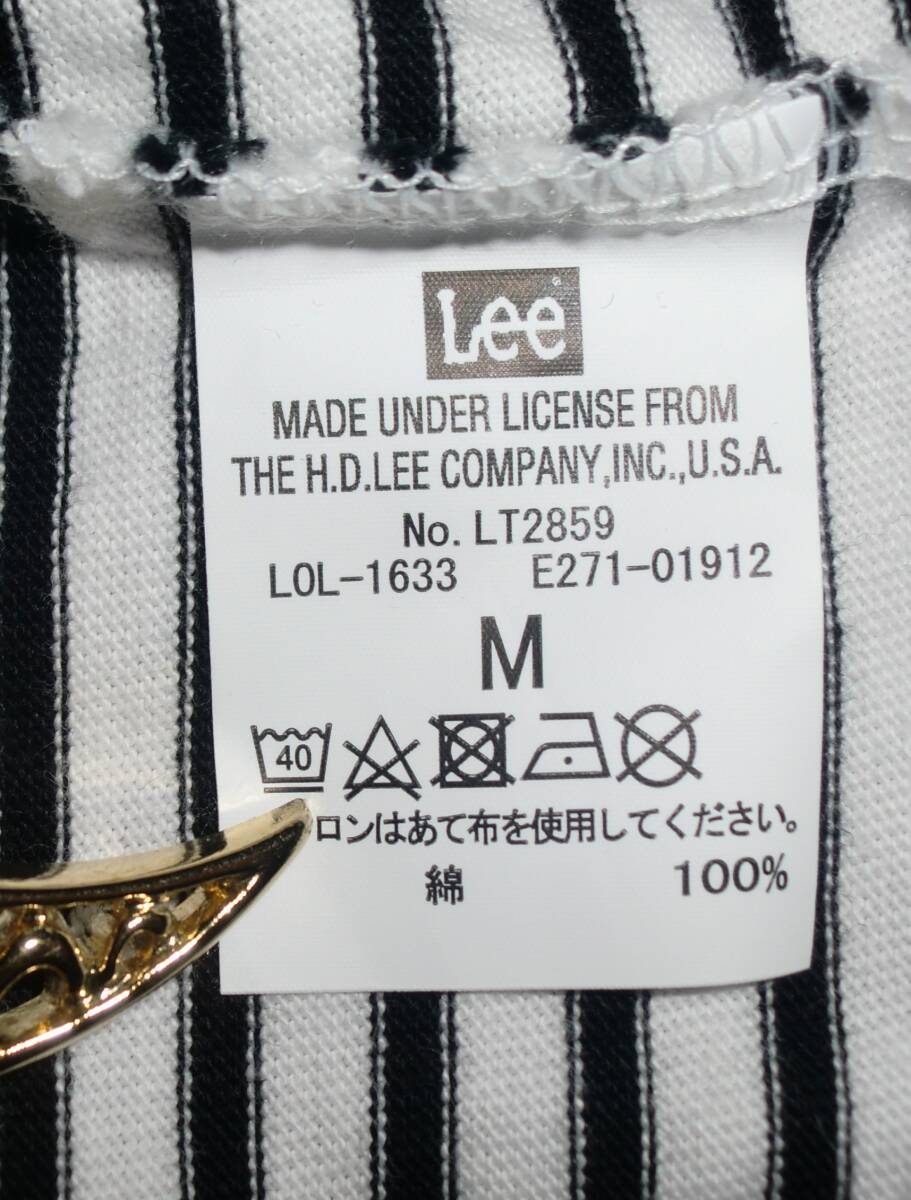 Lee
MADE UNDER LICENSE FROM
THE H.D.LEE COMPANY,INC.,U.S.A.
No. LT2859
LOL-1633 E271-01912
M
40
ロンはあて布を使用してください。
綿 100%